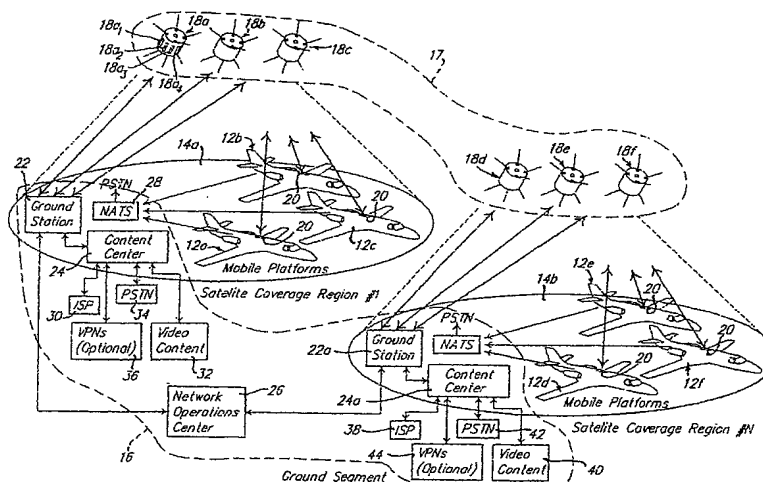 18a1
18a
18b
18a2
18c
18a3
18a4
17
14a
12b
18d
18e
18f
22
PSTN
28
Ground
Station
NATS
20
20
20
12a
12c
Content
Center
24
Mobile Platforms
Satelite Coverage Region #1
ISP
30
PSTN
34
VPNs
(Optional)
36
Video
Content
32
14b
12e
PSTN
20
20
Ground
Station
22a
NATS
20
Content
Center
24a
12d
12f
Mobile Platforms
Satelite Coverage Region #N
26
Network
Operations
Center
ISP
38
PSTN
42
VPNs
(Optional)
44
Video
Content
40
16
Ground Segment